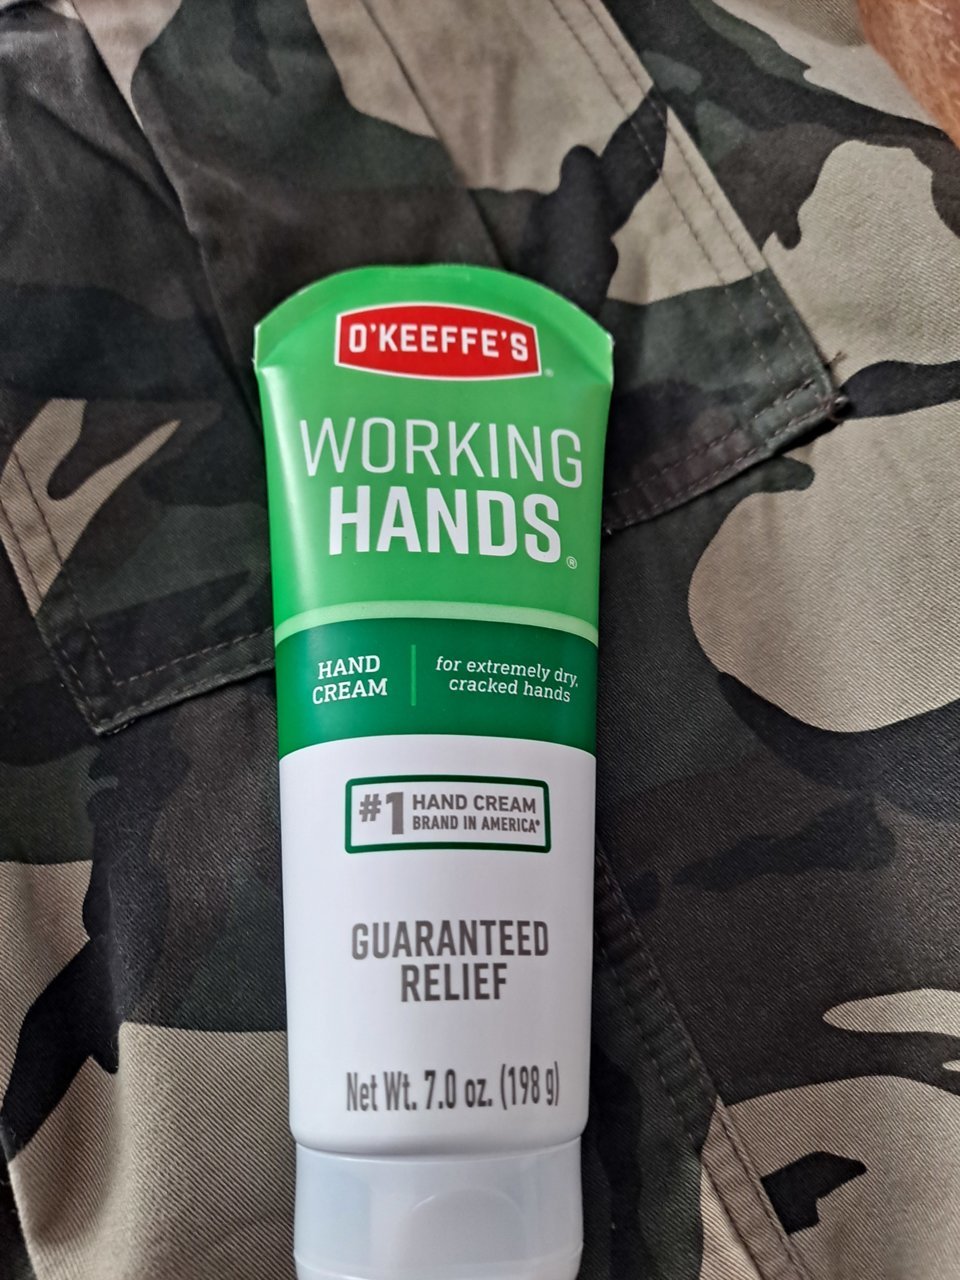 O'KEEFFE'S®
WORKING
HANDS®
HAND
CREAM
for extremely dry,
cracked hands
#1 HAND CREAM
BRAND IN AMERICA*
GUARANTEED
RELIEF
Net Wt. 7.0 oz. (198 g)